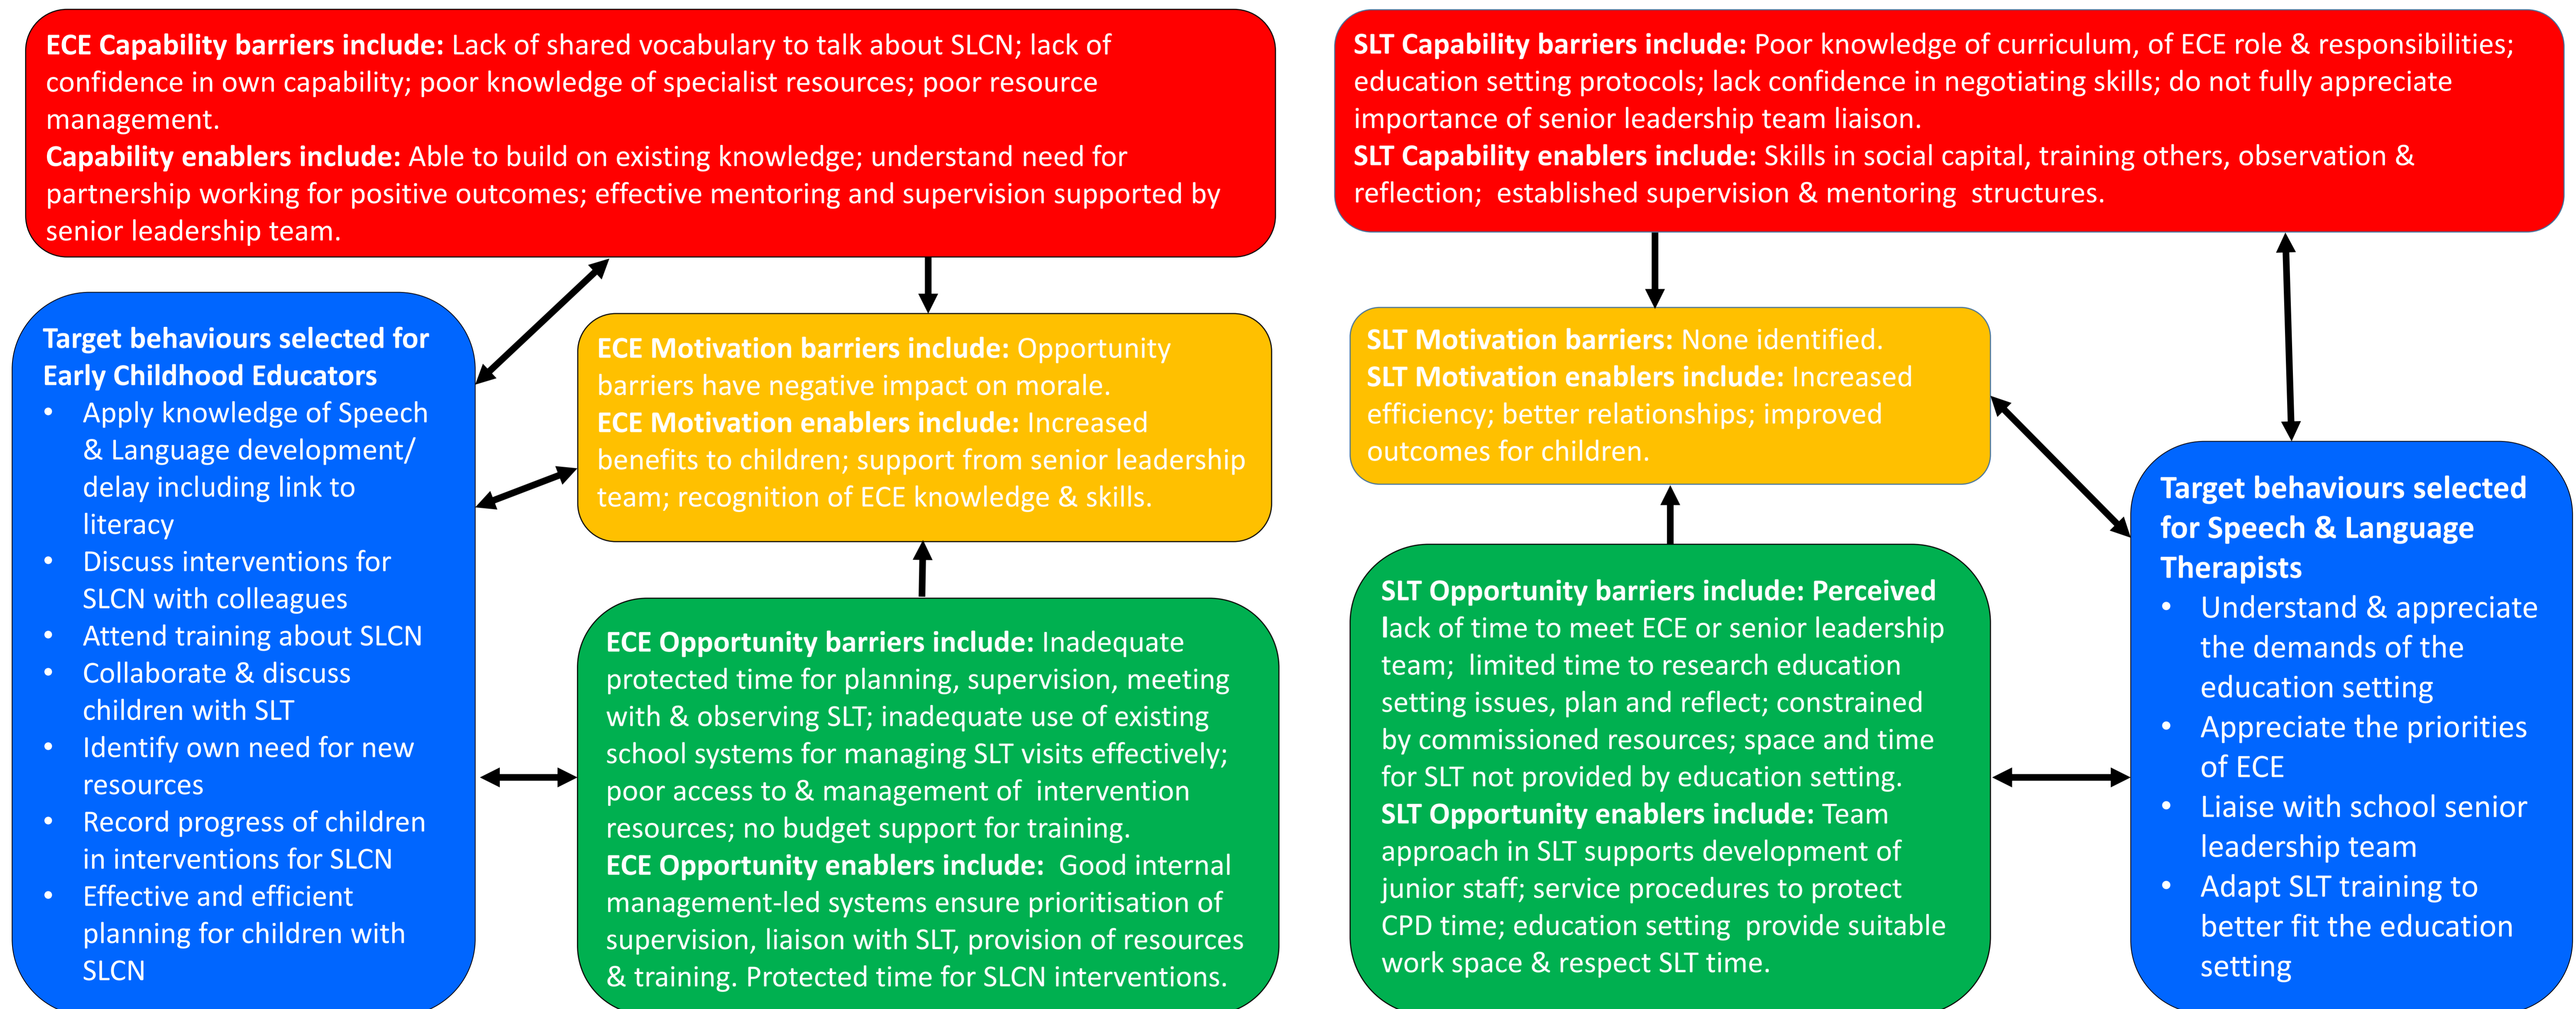 ECE Capability barriers include: Lack of shared vocabulary to talk about SLCN; lack of
confidence in own capability; poor knowledge of specialist resources; poor resource
management.
Capability enablers include: Able to build on existing knowledge; understand need for
partnership working for positive outcomes; effective mentoring and supervision supported by
senior leadership team.
Target behaviours selected for
Early Childhood Educators
• Apply knowledge of Speech
& Language development/
delay including link to
literacy
• Discuss interventions for
SLCN with colleagues
• Attend training about SLCN
• Collaborate & discuss
children with SLT
• Identify own need for new
resources
• Record progress of children
in interventions for SLCN
• Effective and efficient
planning for children with
SLCN
ECE Motivation barriers include: Opportunity
barriers have negative impact on morale.
ECE Motivation enablers include: Increased
benefits to children; support from senior leadership
team; recognition of ECE knowledge & skills.
ECE Opportunity barriers include: Inadequate
protected time for planning, supervision, meeting
with & observing SLT; inadequate use of existing
school systems for managing SLT visits effectively;
poor access to & management of intervention
resources; no budget support for training.
ECE Opportunity enablers include: Good internal
management-led systems ensure prioritisation of
supervision, liaison with SLT, provision of resources
& training. Protected time for SLCN interventions.
SLT Capability barriers include: Poor knowledge of curriculum, of ECE role & responsibilities;
education setting protocols; lack confidence in negotiating skills; do not fully appreciate
importance of senior leadership team liaison.
SLT Capability enablers include: Skills in social capital, training others, observation &
reflection; established supervision & mentoring structures.
SLT Motivation barriers: None identified.
SLT Motivation enablers include: Increased
efficiency; better relationships; improved
outcomes for children.
SLT Opportunity barriers include: Perceived
lack of time to meet ECE or senior leadership
team; limited time to research education
setting issues, plan and reflect; constrained
by commissioned resources; space and time
for SLT not provided by education setting.
SLT Opportunity enablers include: Team
approach in SLT supports development of
junior staff; service procedures to protect
CPD time; education setting provide suitable
work space & respect SLT time.
Target behaviours selected
for Speech & Language
Therapists
• Understand & appreciate
the demands of the
education setting
• Appreciate the priorities
of ECE
• Liaise with school senior
leadership team
• Adapt SLT training to
better fit the education
setting